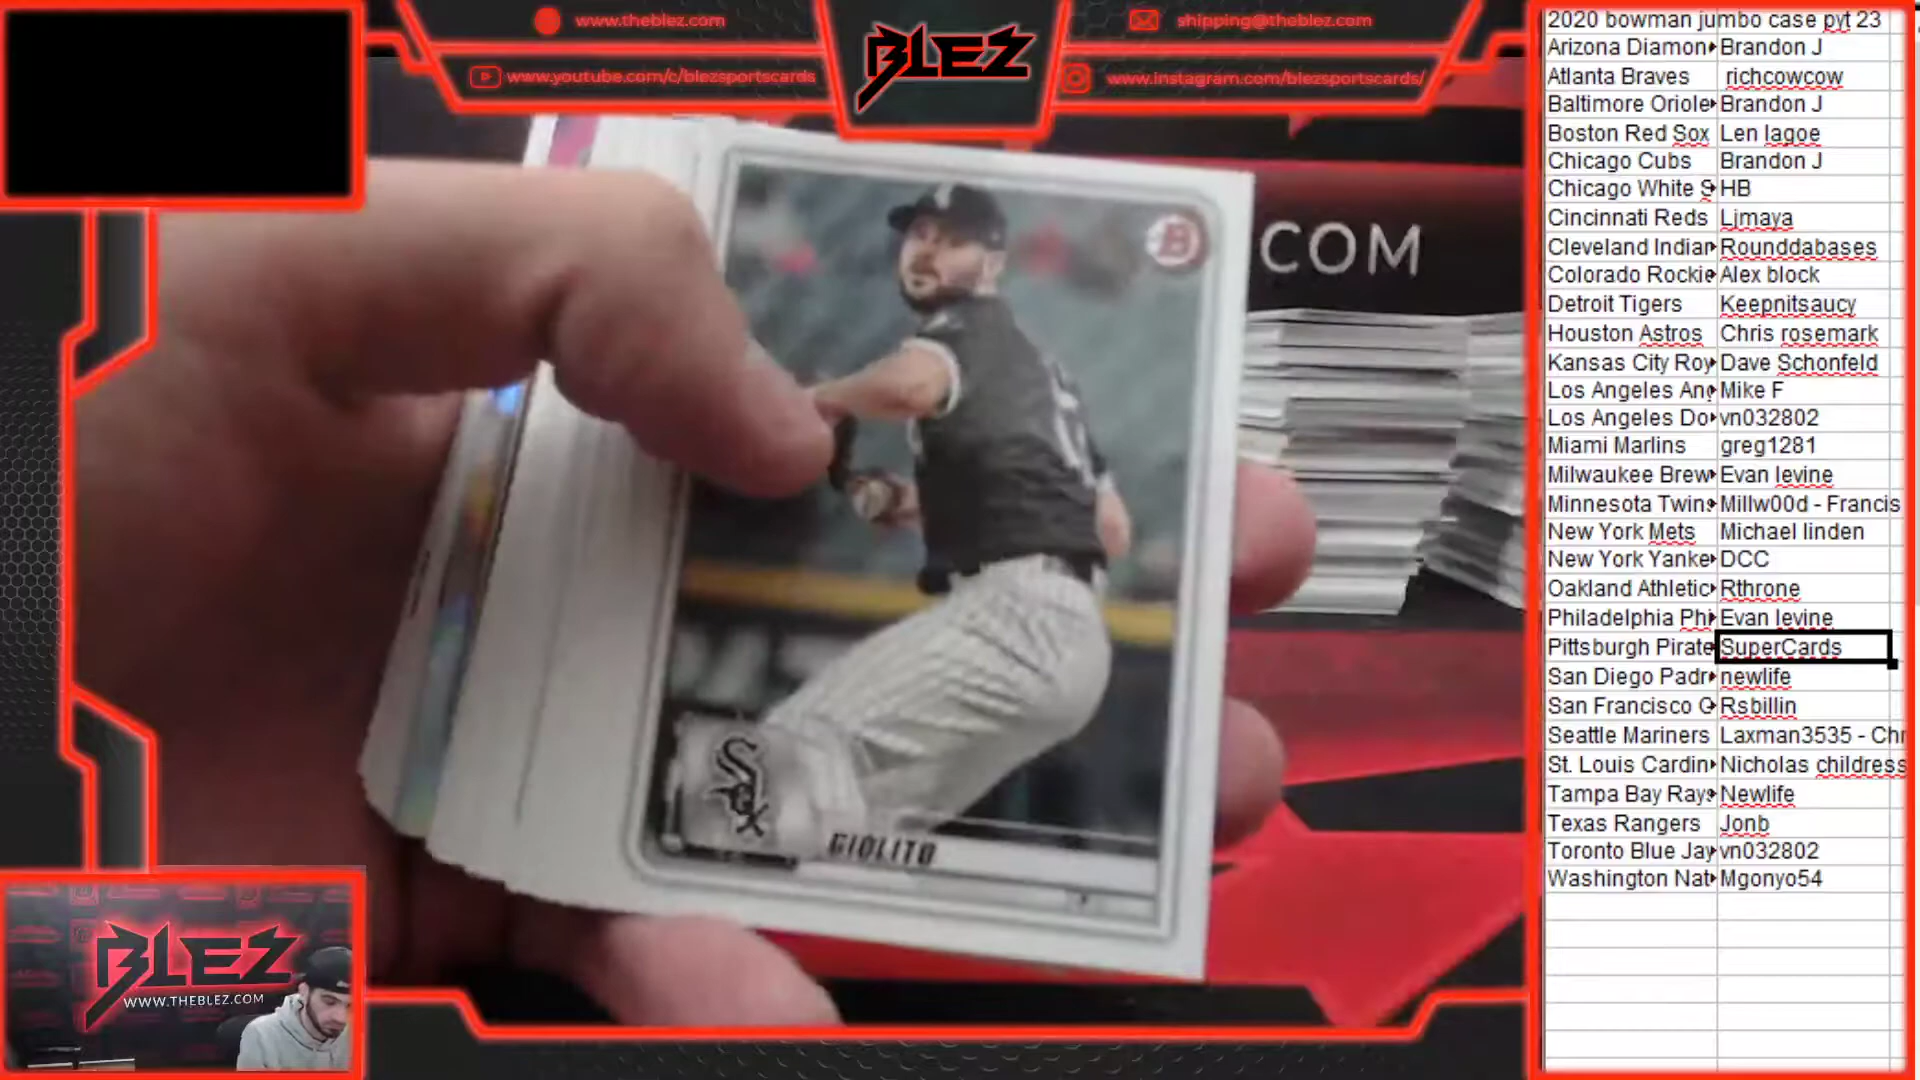 www.theblez.com
shipping@theblez.com
www.youtube.com/c/blezsportscards
www.instagram.com/blezsportscards/
BLEZ
COM
B
Sox
GIOLITO
BLEZ
WWW.THEBLEZ.COM
2020 bowman jumbo case pyt 23
Arizona Diamon Brandon J
Atlanta Braves richcowcow
Baltimore Oriole Brandon J
Boston Red Sox Len lagoe
Chicago Cubs Brandon J
Chicago White S HB
Cincinnati Reds Ljmaya
Cleveland Indian Rounddabases
Colorado Rockie Alex block
Detroit Tigers Keepnitsaucy
Houston Astros Chris rosemark
Kansas City Roy Dave Schonfeld
Los Angeles Ang Mike F
Los Angeles Do vn032802
Miami Marlins greg1281
Milwaukee Brew Evan levine
Minnesota Twins Millw00d - Francis
New York Mets Michael linden
New York Yanke DCC
Oakland Athletic Rthrone
Philadelphia Phi Evan levine
Pittsburgh Pirate SuperCards
San Diego Padr newlife
San Francisco G Rsbillin
Seattle Mariners Laxman3535 - Chr
St. Louis Cardin Nicholas childress
Tampa Bay Rays Newlife
Texas Rangers Jonb
Toronto Blue Jay vn032802
Washington Nat Mgonyo54